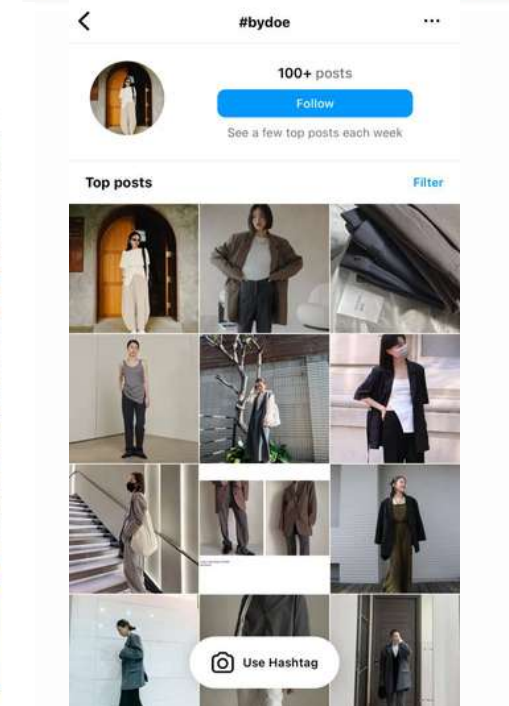 #bydoe
100+ posts
Follow
See a few top posts each week
Top posts
Filter
Use Hashtag